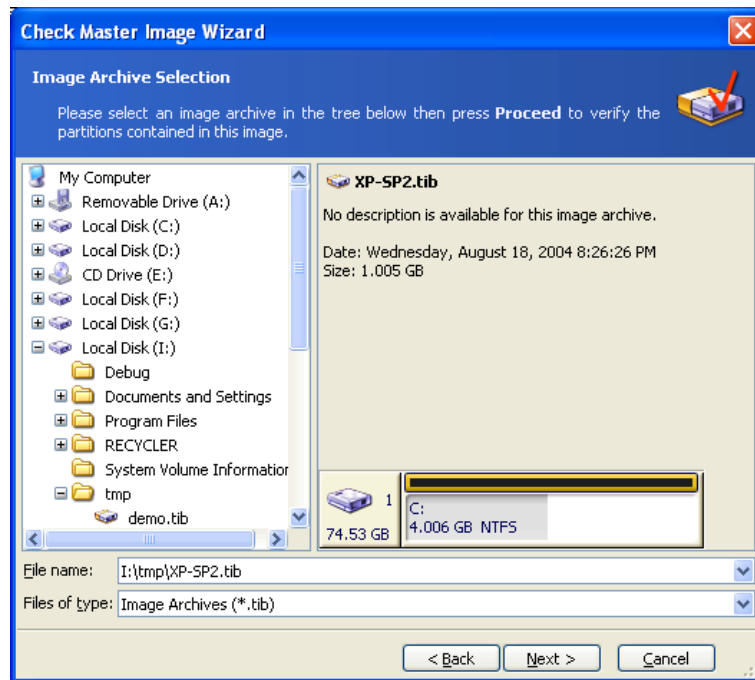 Check Master Image Wizard
Image Archive Selection
Please select an image archive in the tree below then press Proceed to verify the
partitions contained in this image.
My Computer
Removable Drive (A:)
Local Disk (C:)
Local Disk (D:)
CD Drive (E:)
Local Disk (F:)
Local Disk (G:)
Local Disk (I:)
Debug
Documents and Settings
Program Files
RECYCLER
System Volume Information
tmp
demo.tib
XP-SP2.tib
No description is available for this image archive.
Date: Wednesday, August 18, 2004 8:26:26 PM
Size: 1.005 GB
1
74.53 GB
C:
4.006 GB NTFS
File name: I:\tmp\XP-SP2.tib
Files of type: Image Archives (*.tib)
< Back Next > Cancel